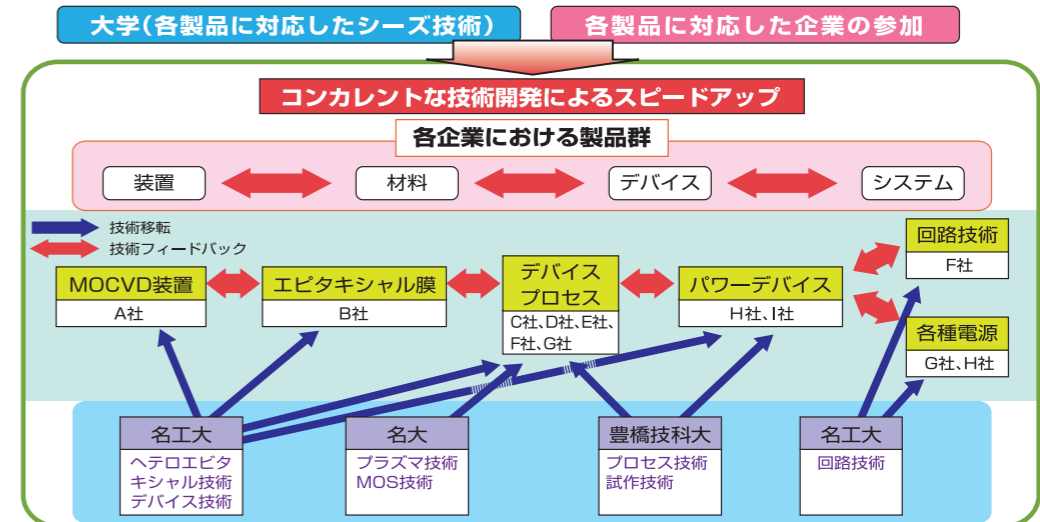 大学(各製品に対応したシーズ技術)
各製品に対応した企業の参加
コンカレントな技術開発によるスピードアップ
各企業における製品群
装置
材料
デバイス
システム
技術移転
技術フィードバック
回路技術
F社
MOCVD装置
A社
エピタキシャル膜
B社
デバイス
プロセス
C社、D社、E社、
F社、G社
パワーデバイス
H社、I社
各種電源
G社、H社
名工大
ヘテロエピタ
キシャル技術
デバイス技術
名大
プラズマ技術
MOS技術
豊橋技科大
プロセス技術
試作技術
名工大
回路技術